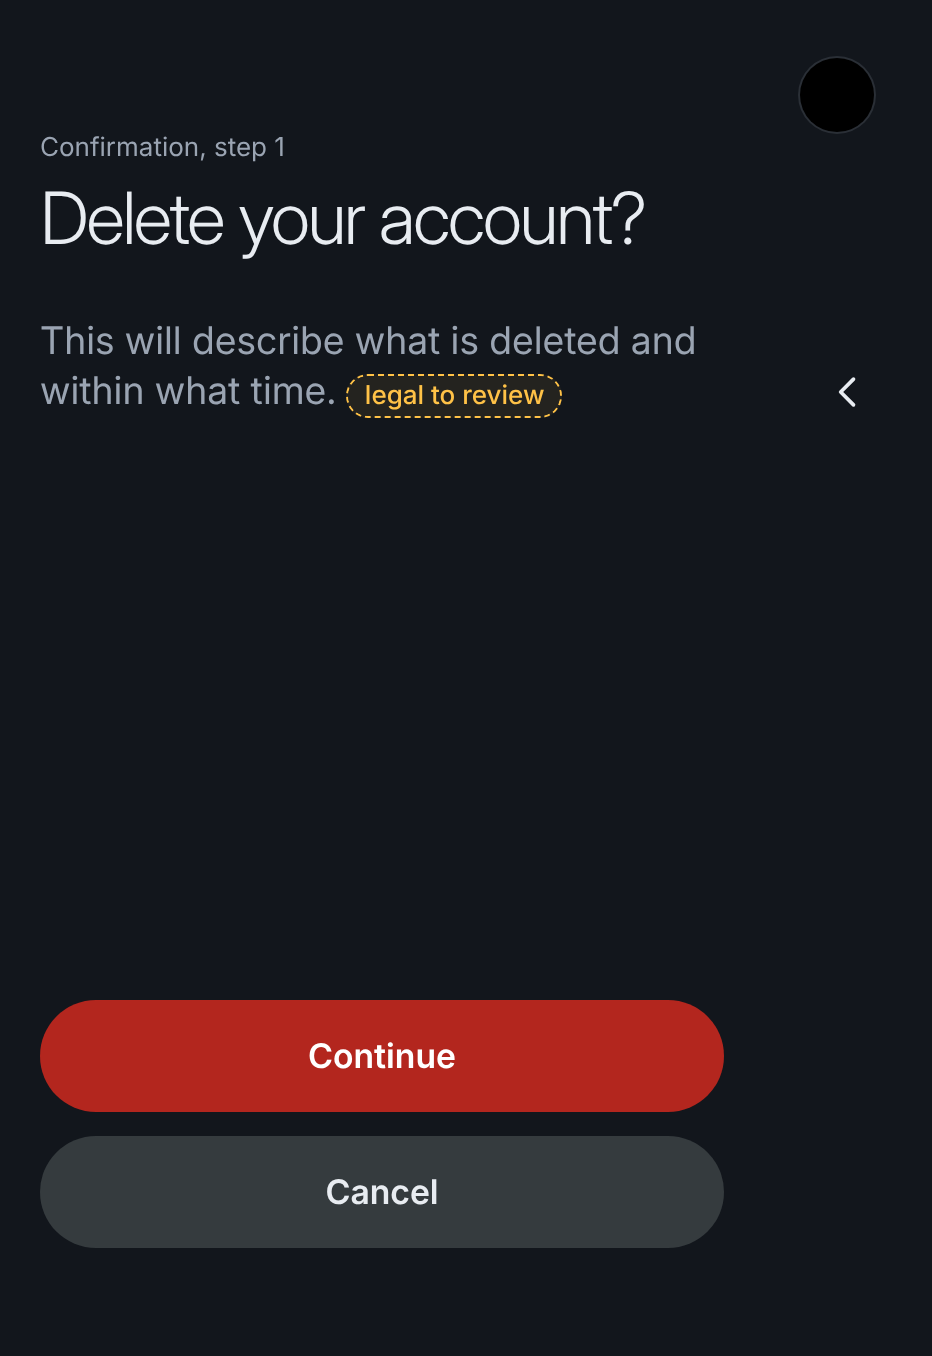 Confirmation, step 1
Delete your account?
This will describe what is deleted and
within what time. legal to review
Continue
Cancel